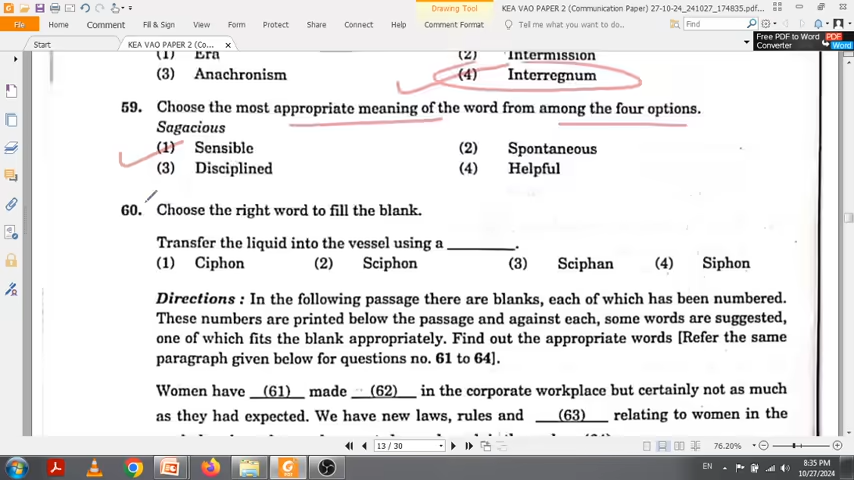 Drawing Tool
KEA VAO PAPER 2 (Communication Paper) 27-10-24_241027_174835.pdf...
File
Home
Comment
Fill & Sign
View
Form
Protect
Share
Connect
Help
Comment Format
Tell me what you want to do...
Find
Start
KEA VAO PAPER 2 (Co...
Free PDF to Word
Converter
PDF
Word
(1) Era (2) Intermission
(3) Anachronism (4) Interregnum
59. Choose the most appropriate meaning of the word from among the four options.
Sagacious
(1) Sensible (2) Spontaneous
(3) Disciplined (4) Helpful
60. Choose the right word to fill the blank.
Transfer the liquid into the vessel using a ________.
(1) Ciphon (2) Sciphon (3) Sciphan (4) Siphon
Directions : In the following passage there are blanks, each of which has been numbered.
These numbers are printed below the passage and against each, some words are suggested,
one of which fits the blank appropriately. Find out the appropriate words [Refer the same
paragraph given below for questions no. 61 to 64].
Women have (61) made (62) in the corporate workplace but certainly not as much
as they had expected. We have new laws, rules and (63) relating to women in the
13 / 30
76.20%
EN
8:35 PM
10/27/2024